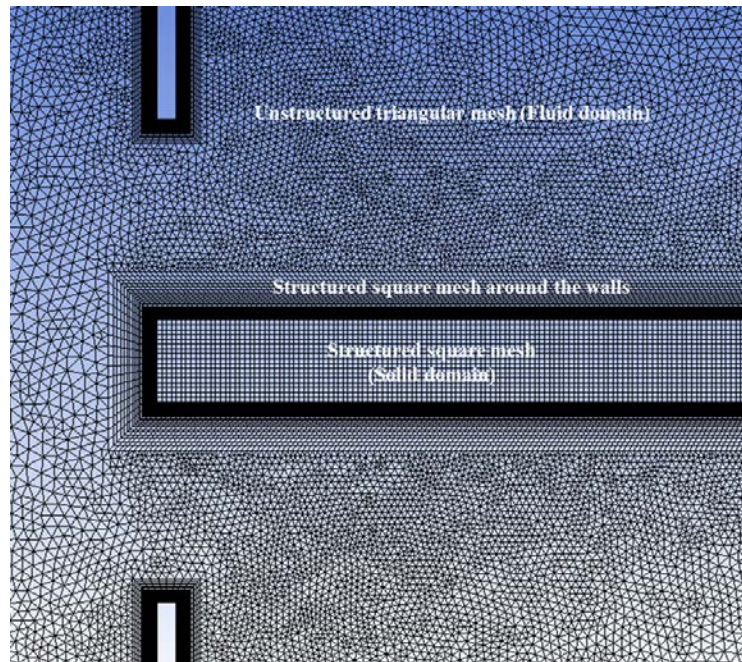 Unstructured triangular mesh (Fluid domain)
Structured square mesh around the walls
Structured square mesh
(Solid domain)